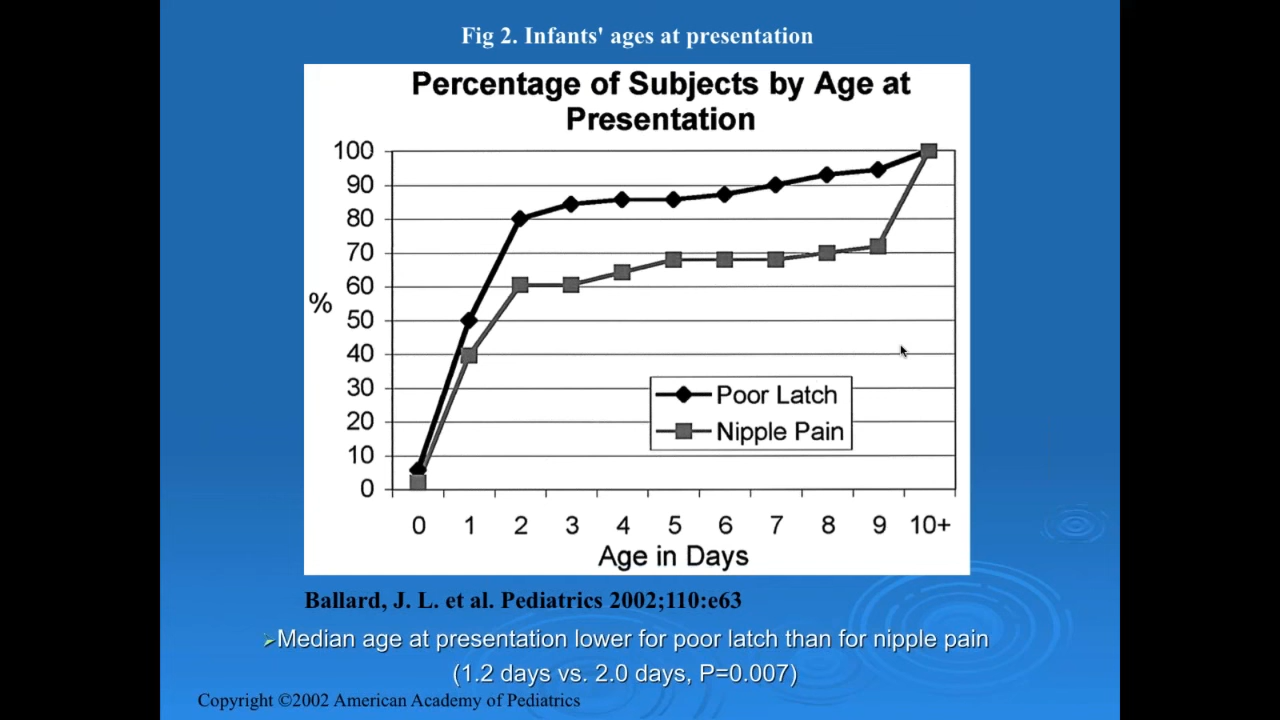 Fig 2. Infants' ages at presentation
Percentage of Subjects by Age at
Presentation
100
90
80
70
60
%
50
40
30
20
10
0
Poor Latch
Nipple Pain
0 1 2 3 4 5 6 7 8 9 10+
Age in Days
Ballard, J. L. et al. Pediatrics 2002;110:e63
Median age at presentation lower for poor latch than for nipple pain
(1.2 days vs. 2.0 days, P=0.007)
Copyright ©2002 American Academy of Pediatrics